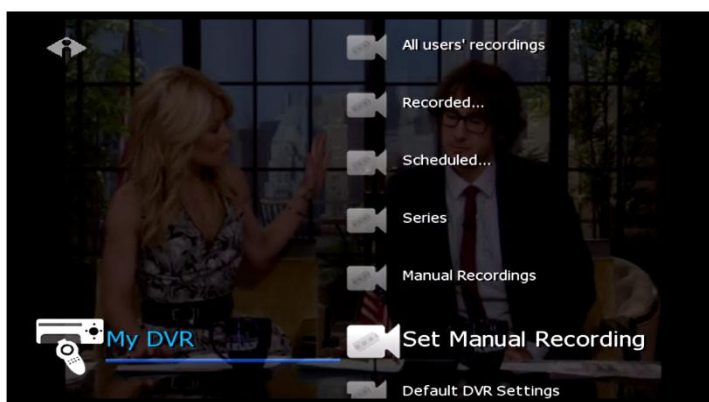 All users' recordings
Recorded...
Scheduled...
Series
Manual Recordings
My DVR
Set Manual Recording
Default DVR Settings